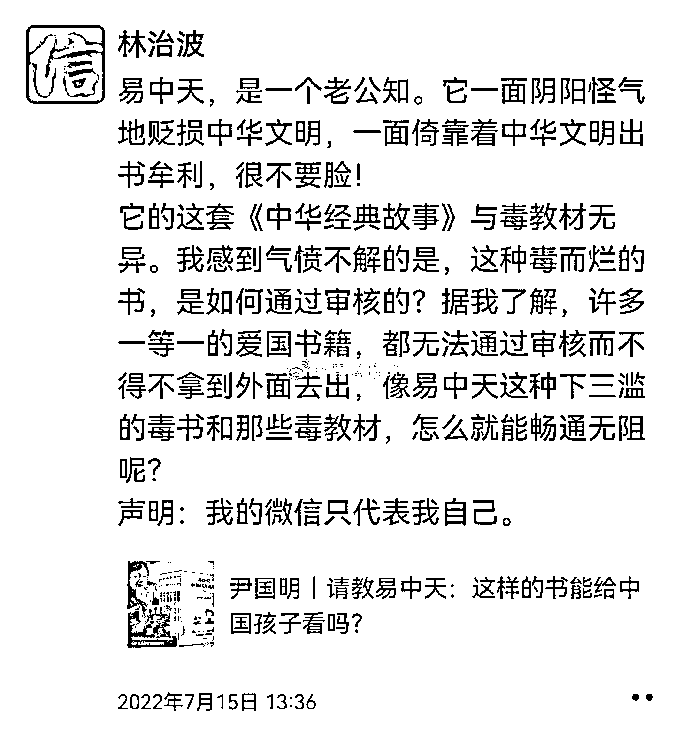 信
林治波
易中天，是一个老公知。它一面阴阳怪气
地贬损中华文明，一面倚靠着中华文明出
书牟利，很不要脸！
它的这套《中华经典故事》与毒教材无
异。我感到气愤不解的是，这种毒而烂的
书，是如何通过审核的？据我了解，许多
一等一的爱国书籍，都无法通过审核而不
得不拿到外面去出，像易中天这种下三滥
的毒书和那些毒教材，怎么就能畅通无阻
呢？
声明：我的微信只代表我自己。
尹国明丨请教易中天：这样的书能给中
国孩子看吗？
2022年7月15日 13:36